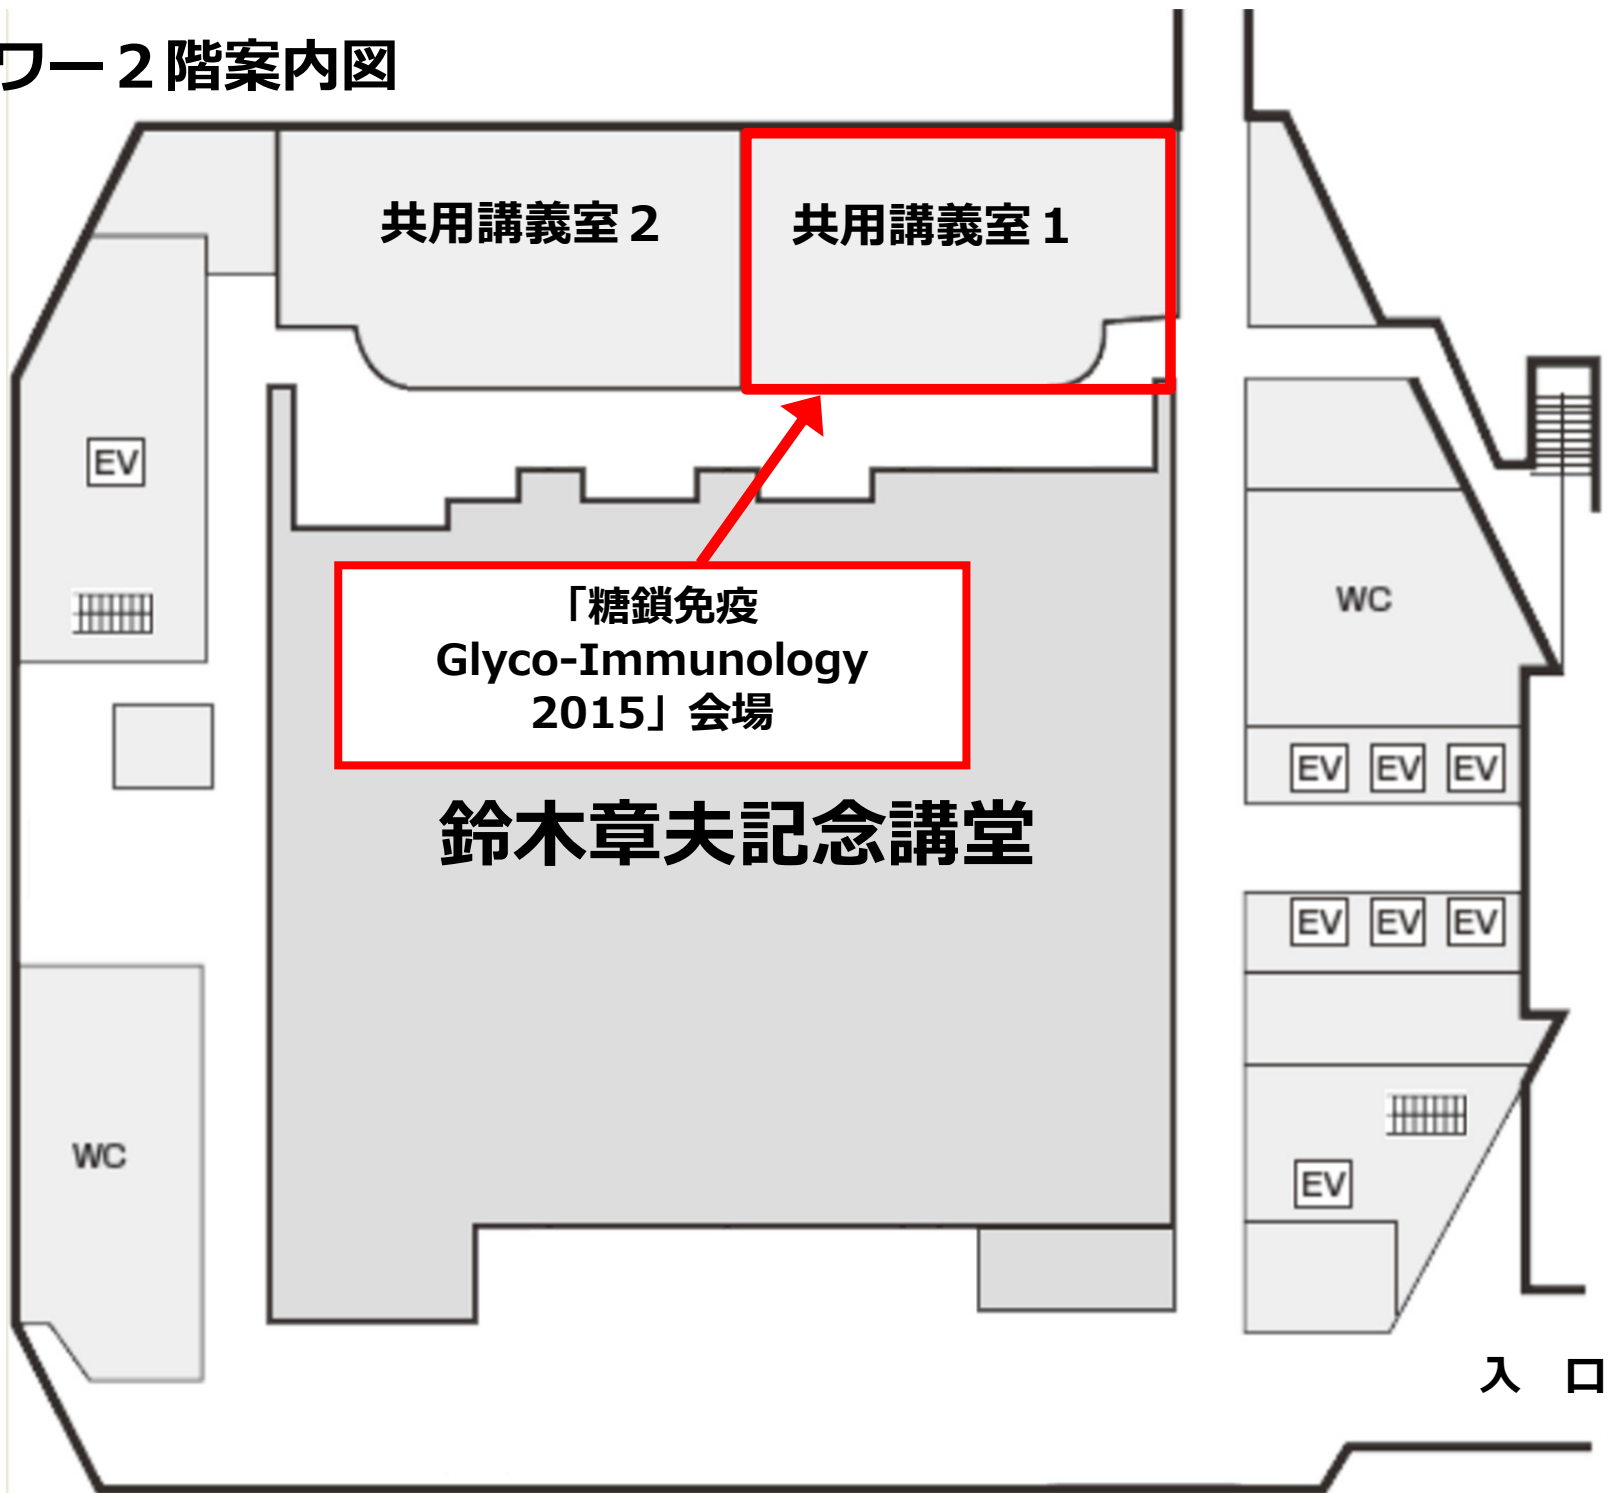 ワー２階案内図
共用講義室２
共用講義室１
EV
「糖鎖免疫
Glyco-Immunology
2015」会場
WC
EV EV EV
鈴木章夫記念講堂
EV EV EV
WC
EV
入 口